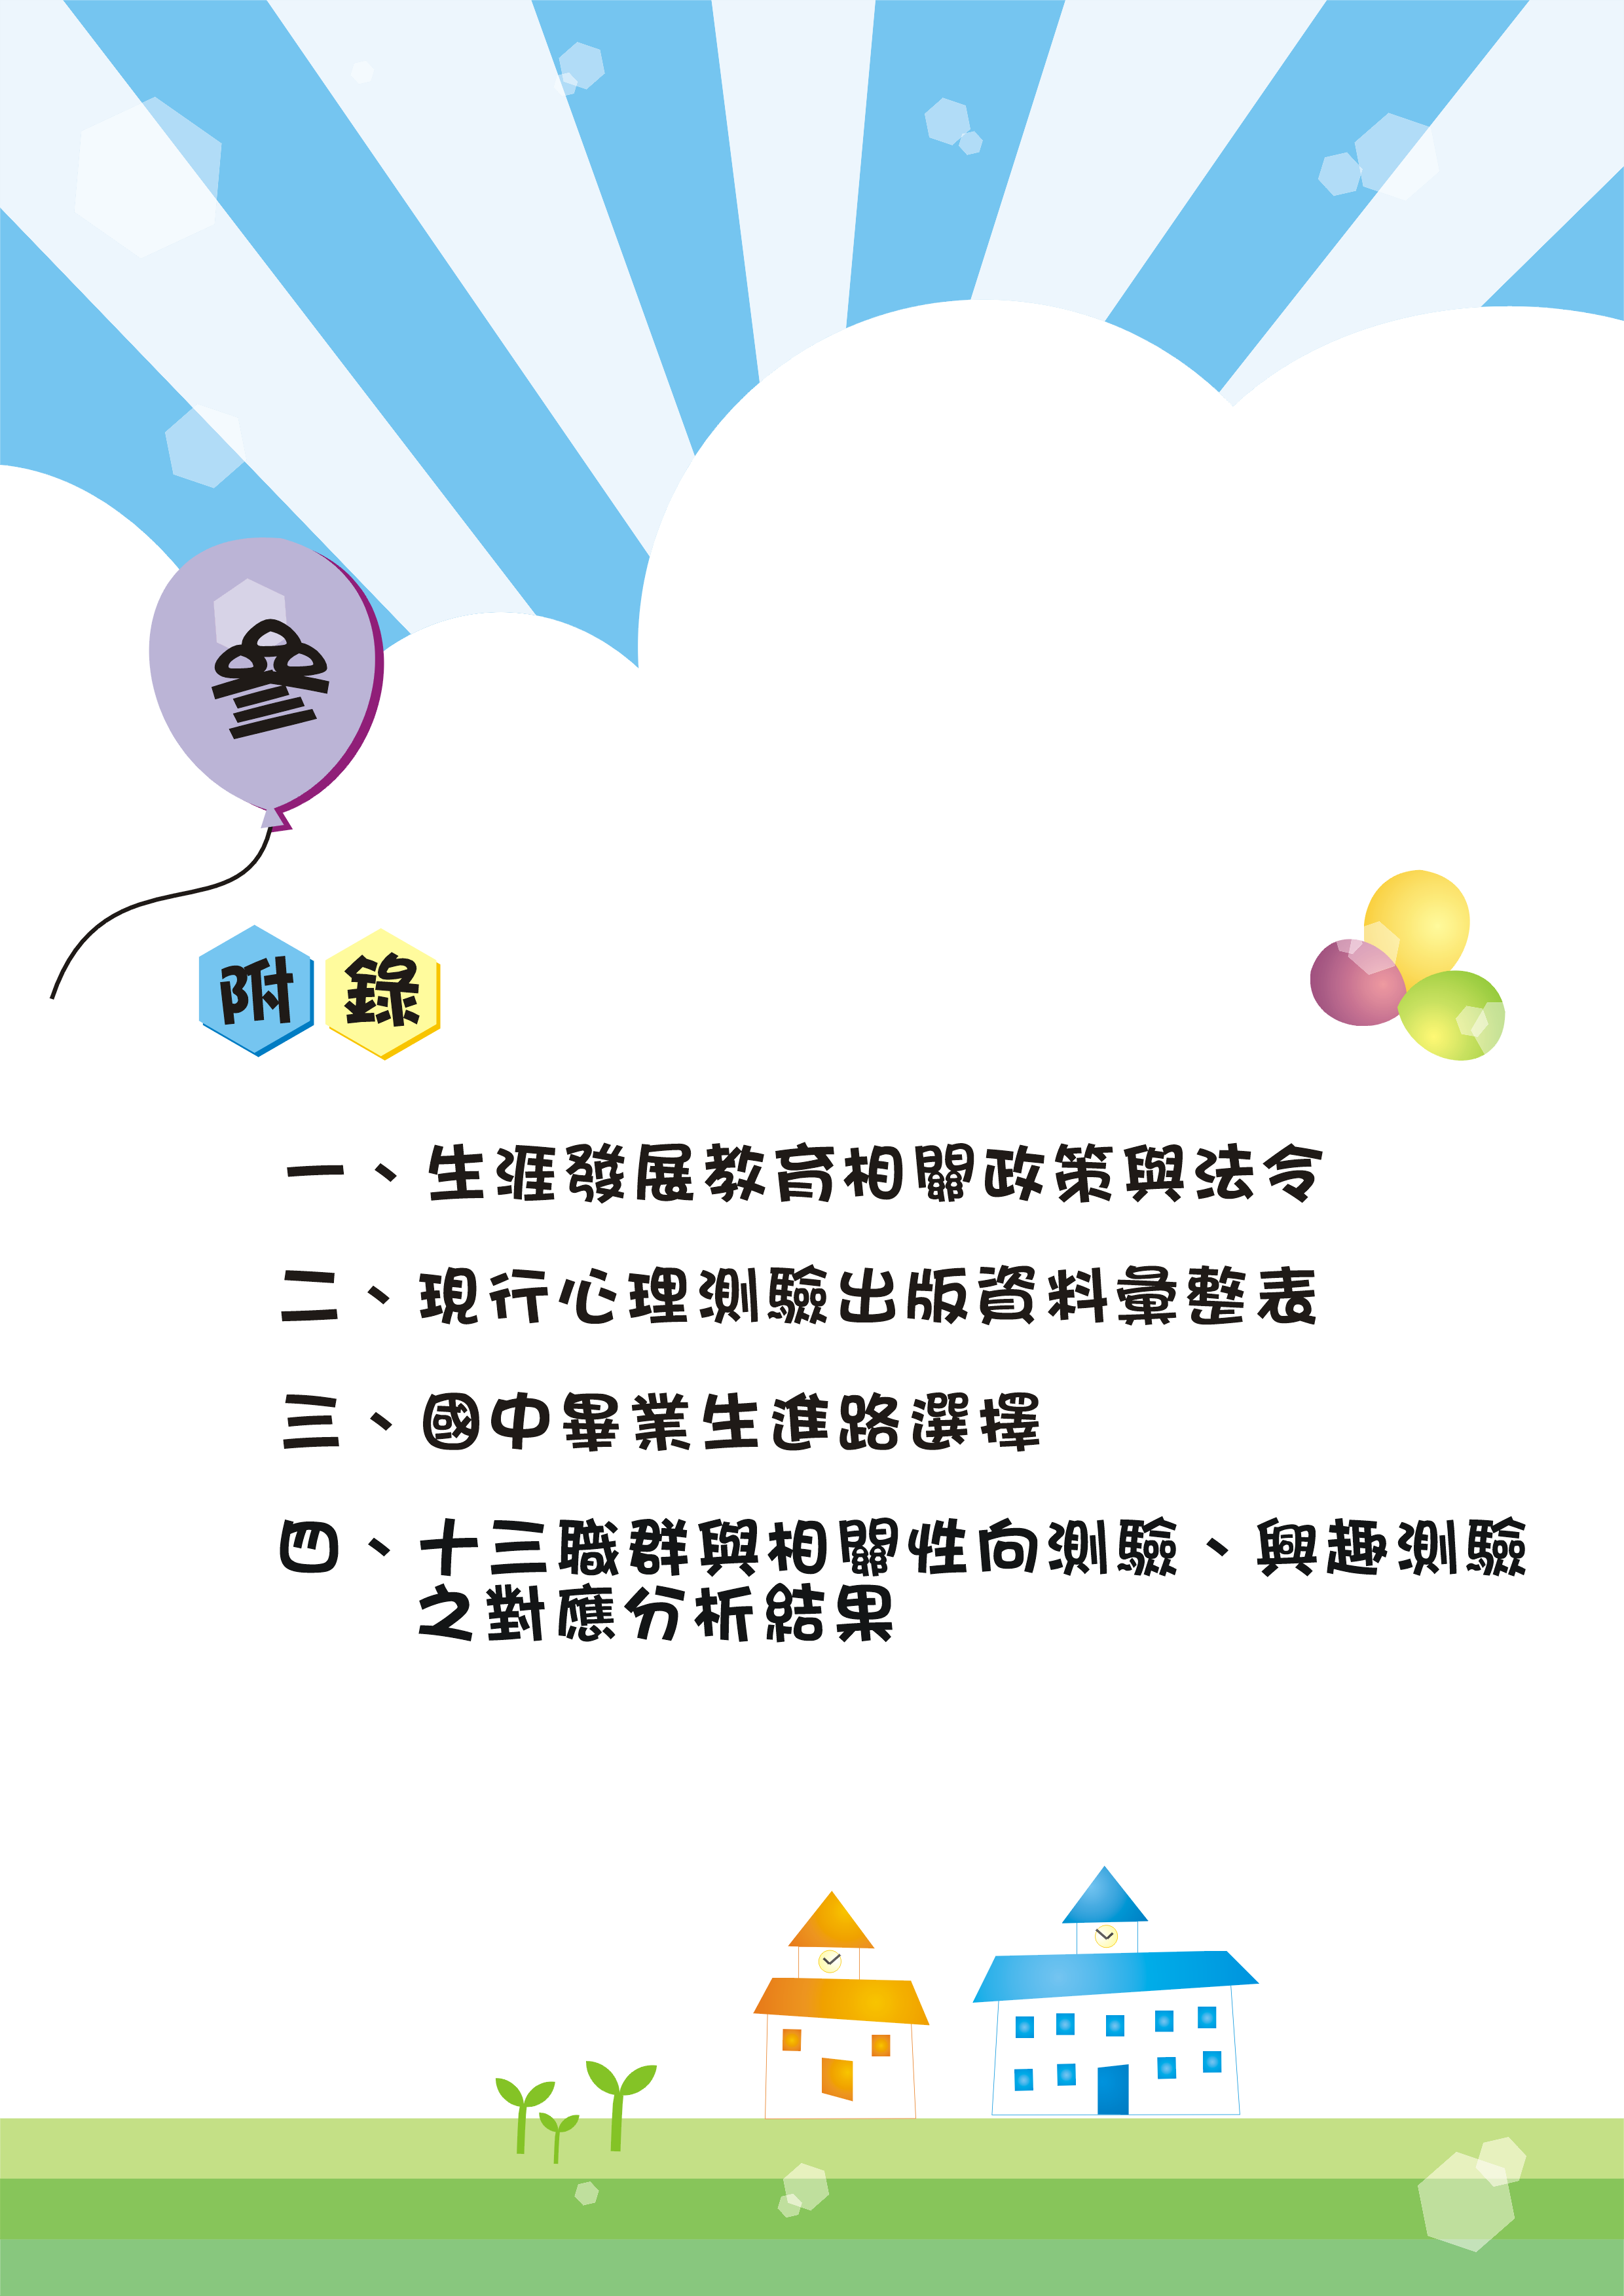 叁
附錄
一、生涯發展教育相關政策與法令
二、現行心理測驗出版資料彙整表
三、國中畢業生進路選擇
四、十三職群與相關性向測驗、興趣測驗
之對應分析結果